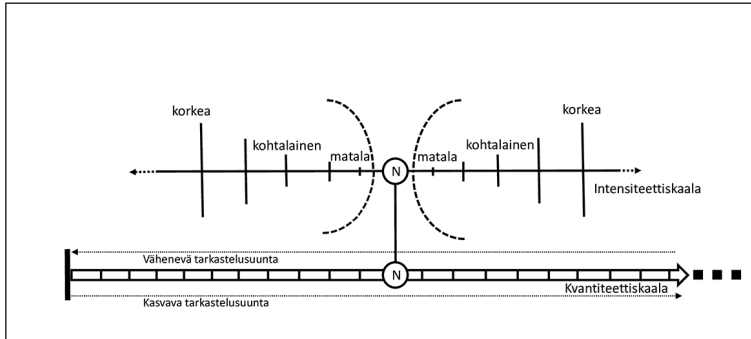 korkea
korkea
kohtalainen
kohtalainen
matala
matala
N
Intensiteettiskaala
Vähenevä tarkastelusuunta
N
Kvantiteettiskaala
Kasvava tarkastelusuunta